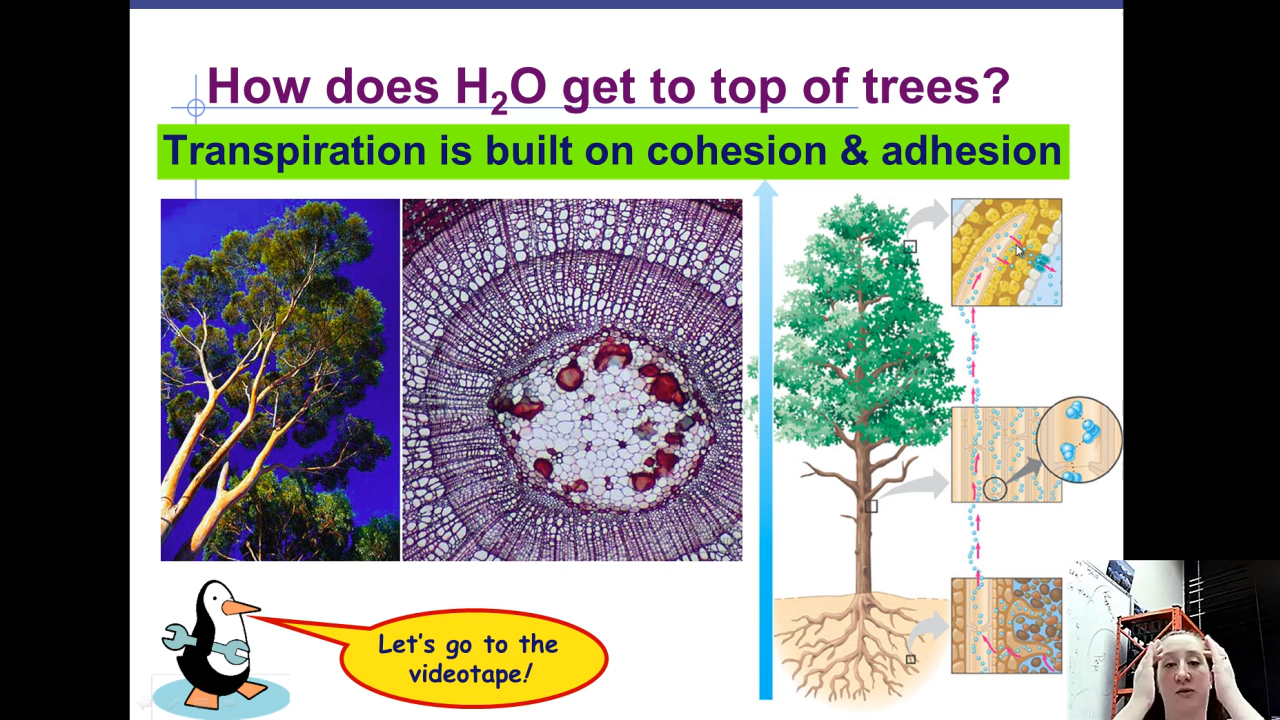 How does H₂O get to top of trees?
Transpiration is built on cohesion & adhesion
Let's go to the
videotape!